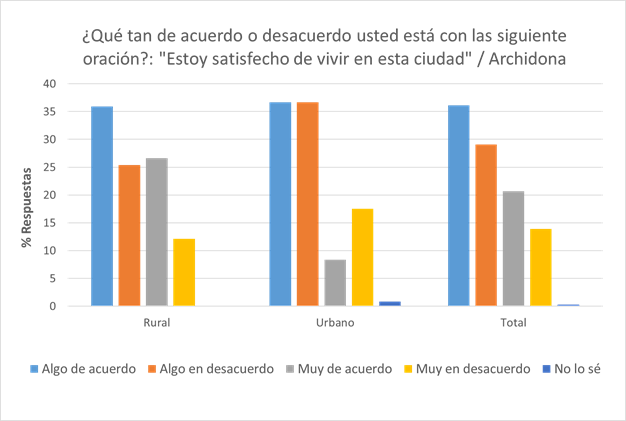 ¿Qué tan de acuerdo o desacuerdo usted está con las siguiente
oración?: "Estoy satisfecho de vivir en esta ciudad" / Archidona
40
35
30
25
20
15
10
5
0
% Respuestas
Rural Urbano Total
Algo de acuerdo Algo en desacuerdo Muy de acuerdo Muy en desacuerdo No lo sé